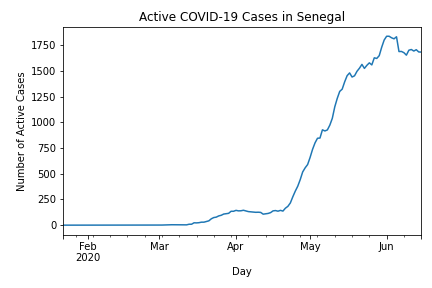 Active COVID-19 Cases in Senegal
Number of Active Cases
1750
1500
1250
1000
750
500
250
0
Feb
2020
Mar
Apr
May
Jun
Day